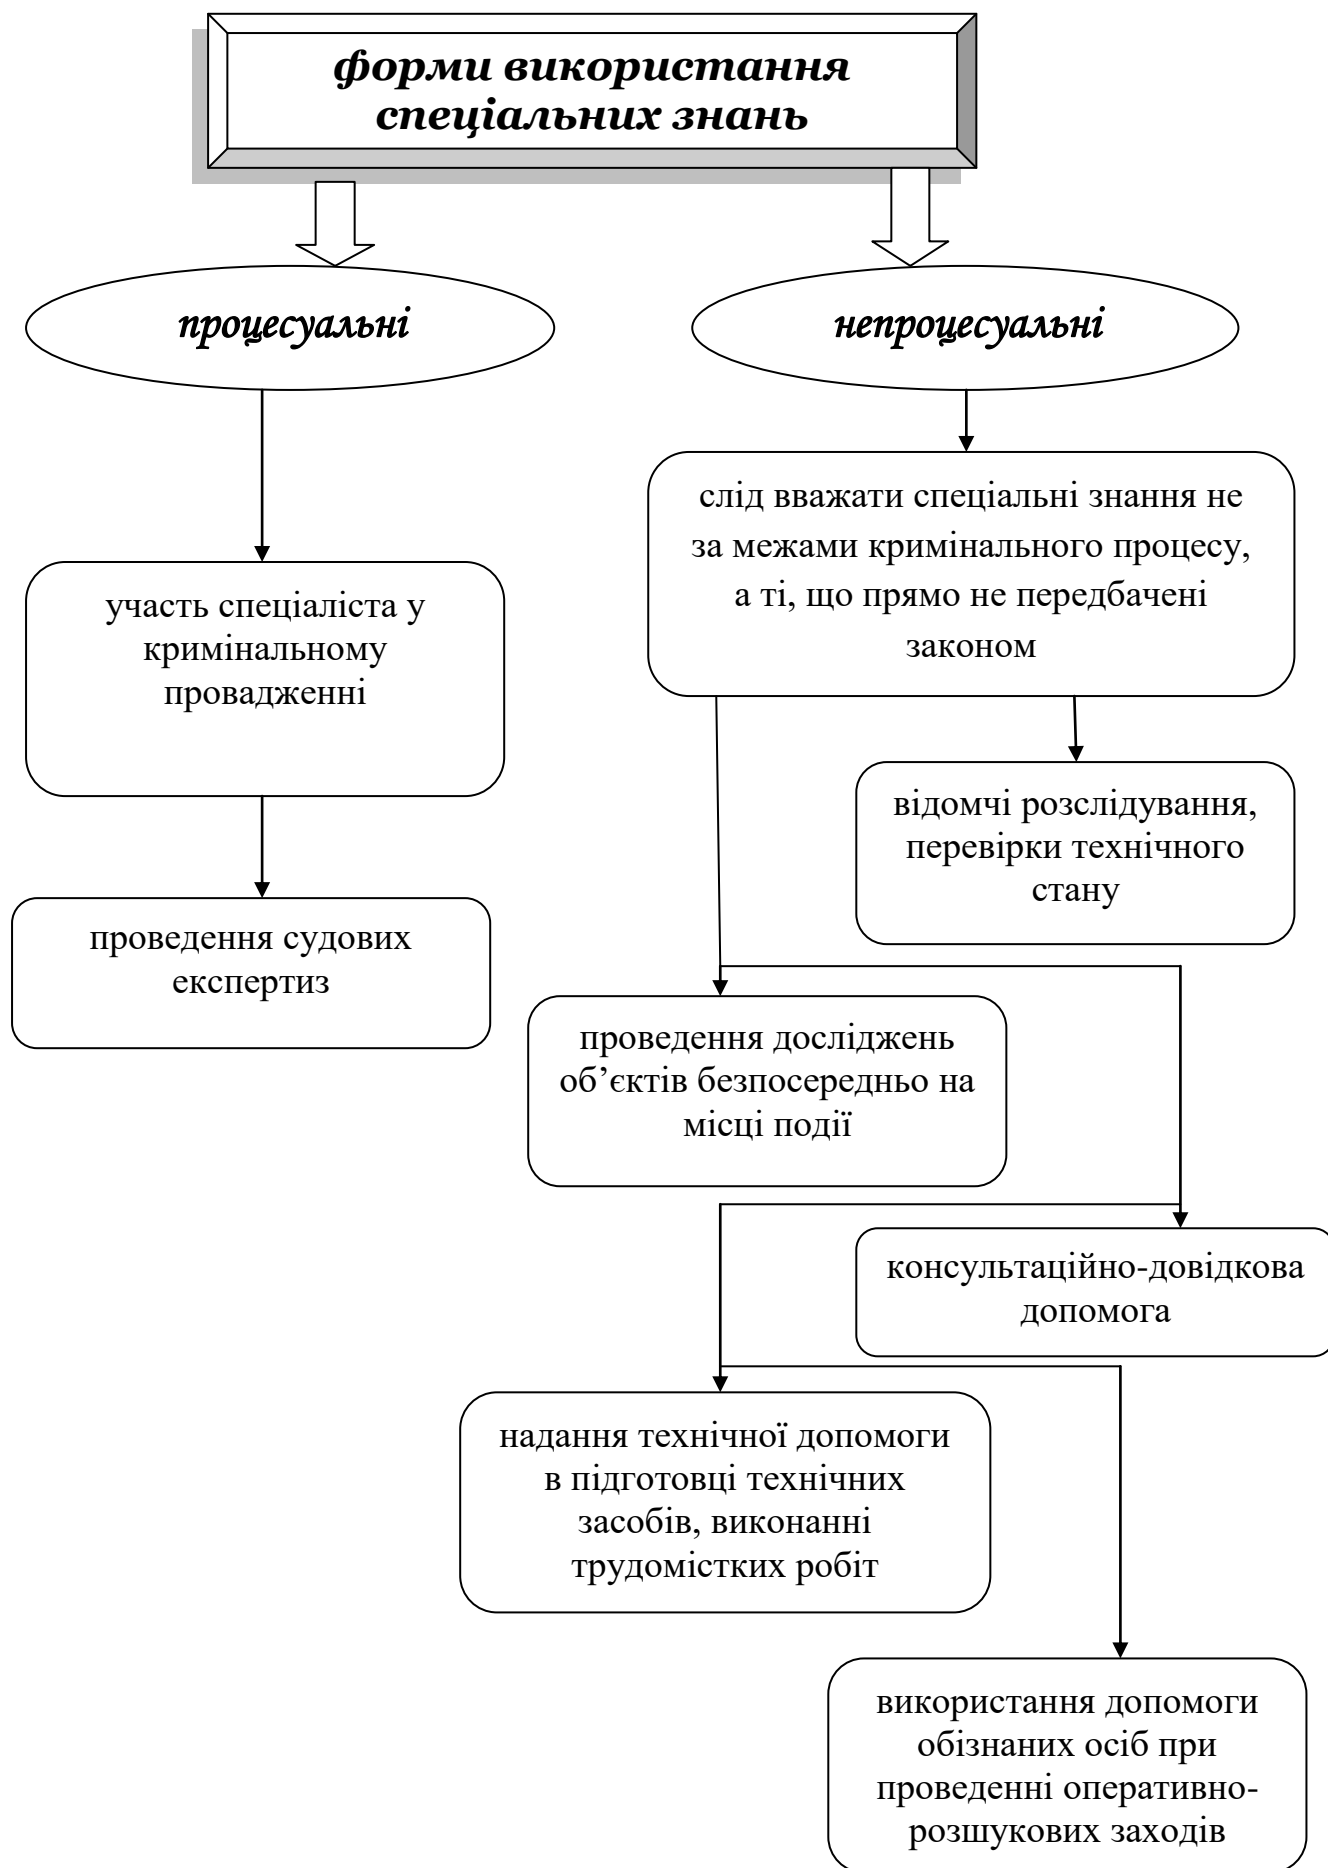 форми використання
спеціальних знань
процесуальні
непроцесуальні
слід вважати спеціальні знання не
за межами кримінального процесу,
а ті, що прямо не передбачені
законом
участь спеціаліста у
кримінальному
провадженні
відомчі розслідування,
перевірки технічного
стану
проведення судових
експертиз
проведення досліджень
об’єктів безпосередньо на
місці події
консультаційно-довідкова
допомога
надання технічної допомоги
в підготовці технічних
засобів, виконанні
трудомістких робіт
використання допомоги
обізнаних осіб при
проведенні оперативно-
розшукових заходів